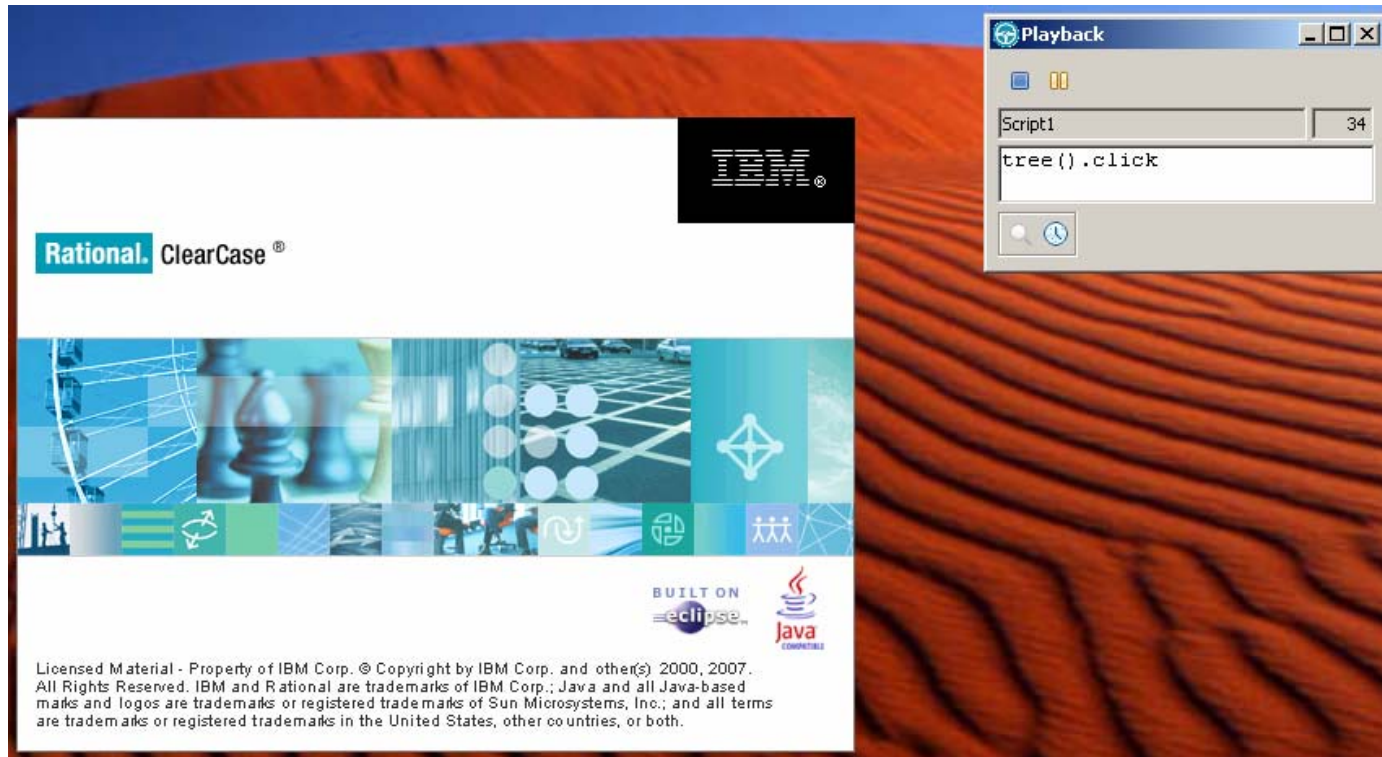 Playback
Script1
34
tree().click
IBM®
Rational. ClearCase ®
BUILT ON
eclipse™
Java
COMPATIBLE
Licensed Material - Property of IBM Corp. © Copyright by IBM Corp. and other(s) 2000, 2007.
All Rights Reserved. IBM and Rational are trademarks of IBM Corp.; Java and all Java-based
marks and logos are trademarks or registered trademarks of Sun Microsystems, Inc.; and all terms
are trademarks or registered trademarks in the United States, other countries, or both.